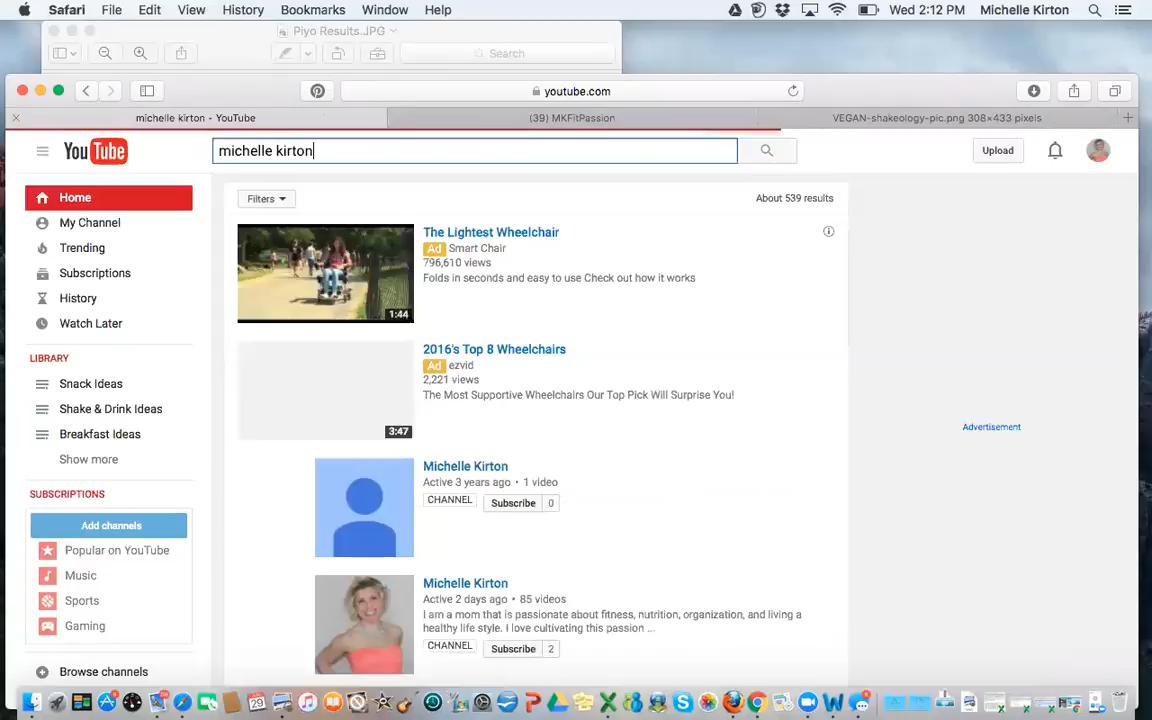 Safari File Edit View History Bookmarks Window Help Wed 2:12 PM Michelle Kirton
Piyo Results.JPG
Search
youtube.com
michelle kirton - YouTube (39) MKFitPassion VEGAN-shakeology-pic.png 308×433 pixels
YouTube michelle kirton Upload
Home
My Channel
Trending
Subscriptions
History
Watch Later
LIBRARY
Snack Ideas
Shake & Drink Ideas
Breakfast Ideas
Show more
SUBSCRIPTIONS
Add channels
Popular on YouTube
Music
Sports
Gaming
Browse channels
Filters About 539 results
The Lightest Wheelchair
Ad Smart Chair
796,610 views
Folds in seconds and easy to use Check out how it works
1:44
2016's Top 8 Wheelchairs
Ad ezvid
2,221 views
The Most Supportive Wheelchairs Our Top Pick Will Surprise You!
3:47
Michelle Kirton
Active 3 years ago • 1 video
CHANNEL Subscribe 0
Michelle Kirton
Active 2 days ago • 85 videos
I am a mom that is passionate about fitness, nutrition, organization, and living a
healthy life style. I love cultivating this passion ...
CHANNEL Subscribe 2
Advertisement